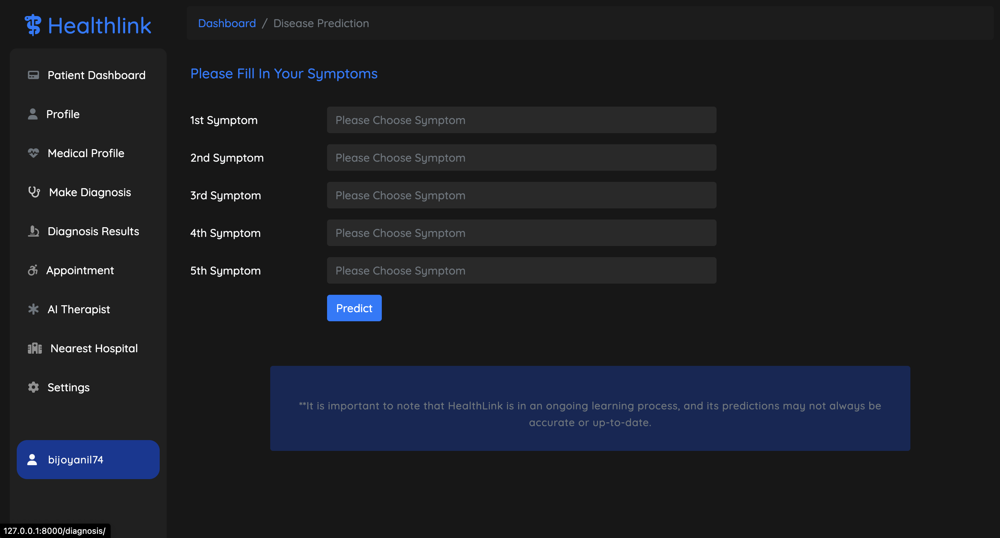 Healthlink
Dashboard / Disease Prediction
Patient Dashboard
Profile
Medical Profile
Make Diagnosis
Diagnosis Results
Appointment
AI Therapist
Nearest Hospital
Settings
bijoyanil74
Please Fill In Your Symptoms
1st Symptom Please Choose Symptom
2nd Symptom Please Choose Symptom
3rd Symptom Please Choose Symptom
4th Symptom Please Choose Symptom
5th Symptom Please Choose Symptom
Predict
**It is important to note that HealthLink is in an ongoing learning process, and its predictions may not always be
accurate or up-to-date.
127.0.0.1:8000/diagnosis/